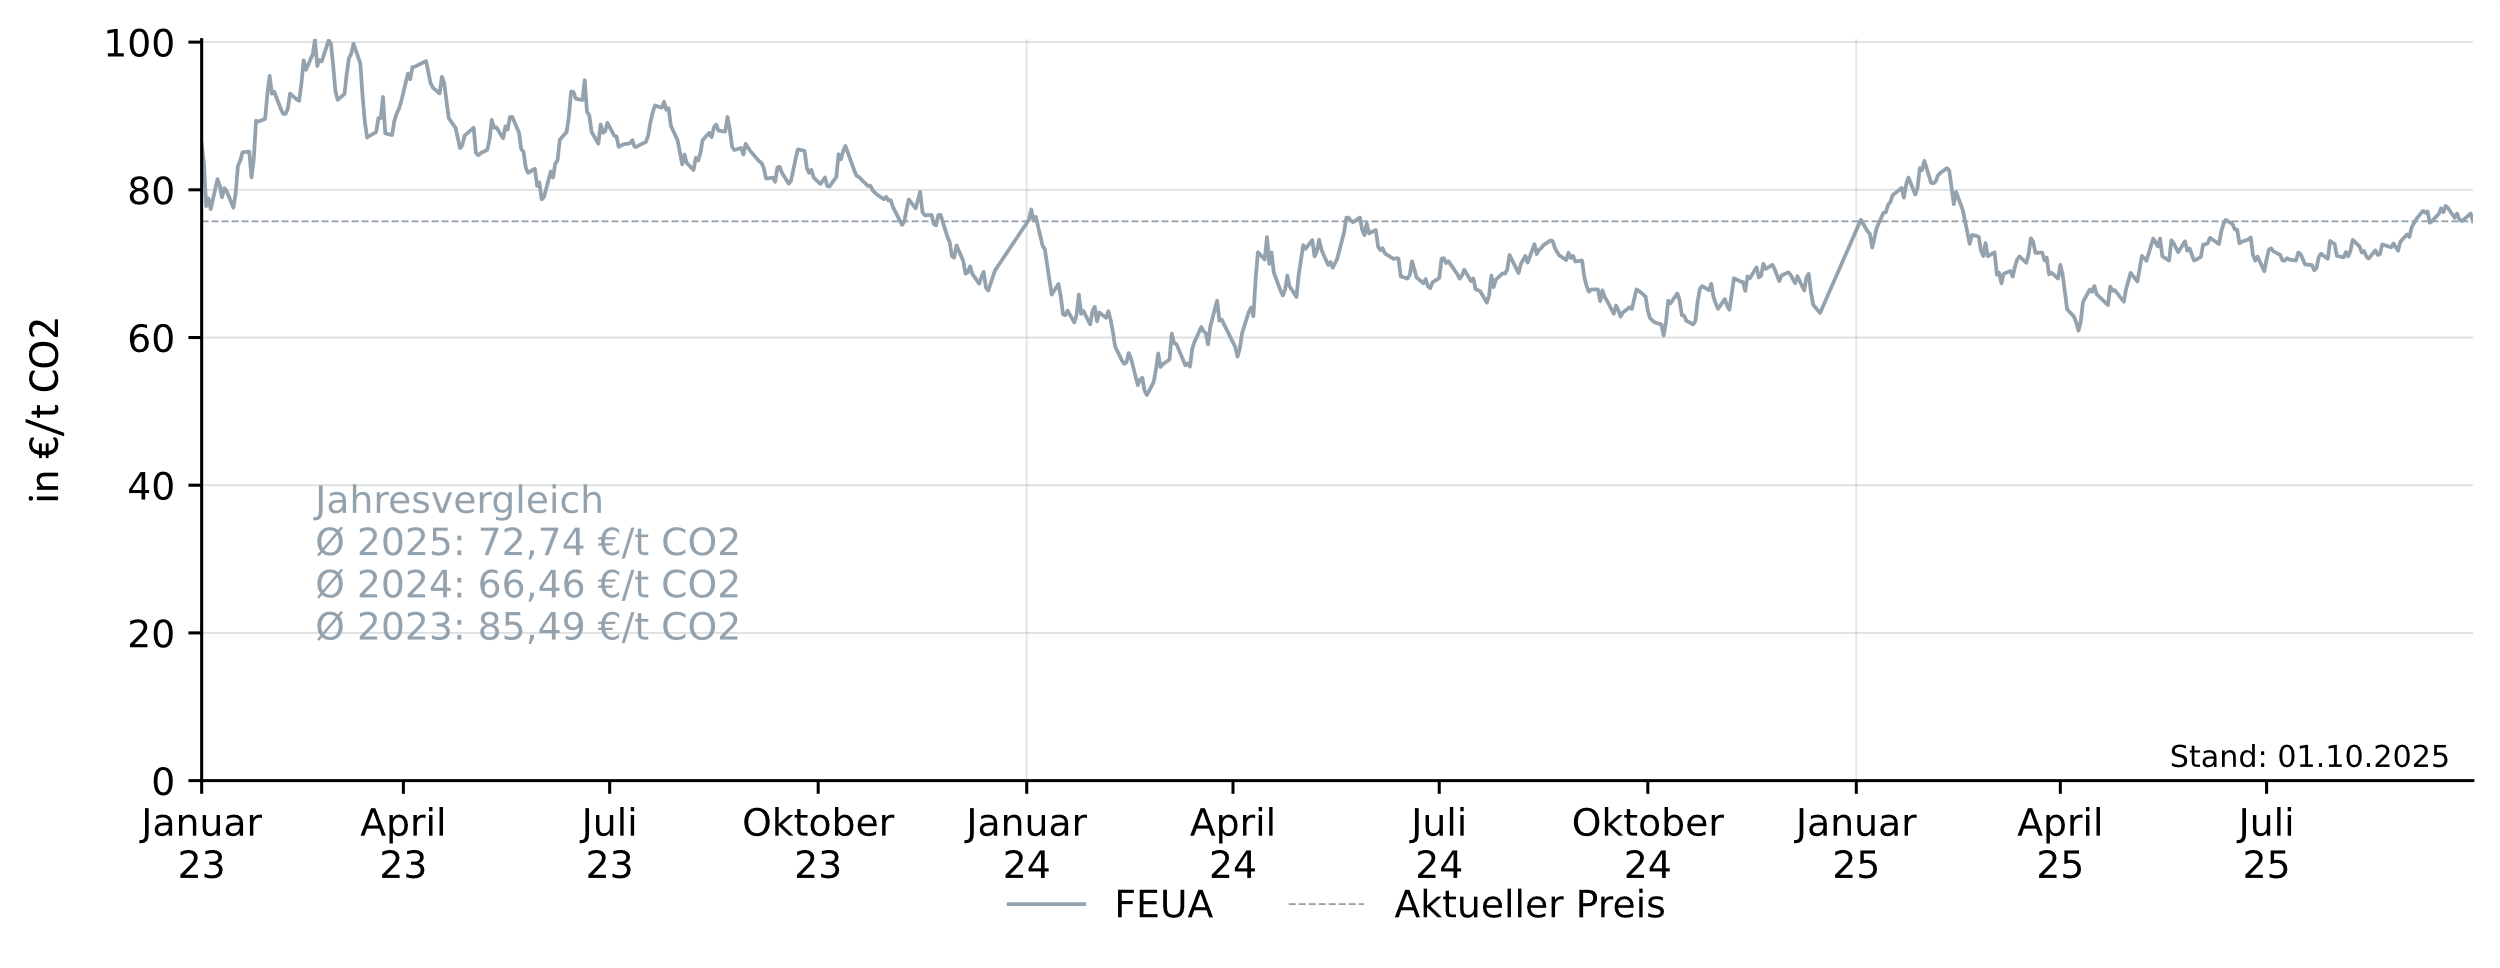 100
80
60
40
20
0
in €/t CO2
Jahresvergleich
Ø 2025: 72,74 €/t CO2
Ø 2024: 66,46 €/t CO2
Ø 2023: 85,49 €/t CO2
Stand: 01.10.2025
Januar 23
April 23
Juli 23
Oktober 23
Januar 24
April 24
Juli 24
Oktober 24
Januar 25
April 25
Juli 25
FEUA
Aktueller Preis